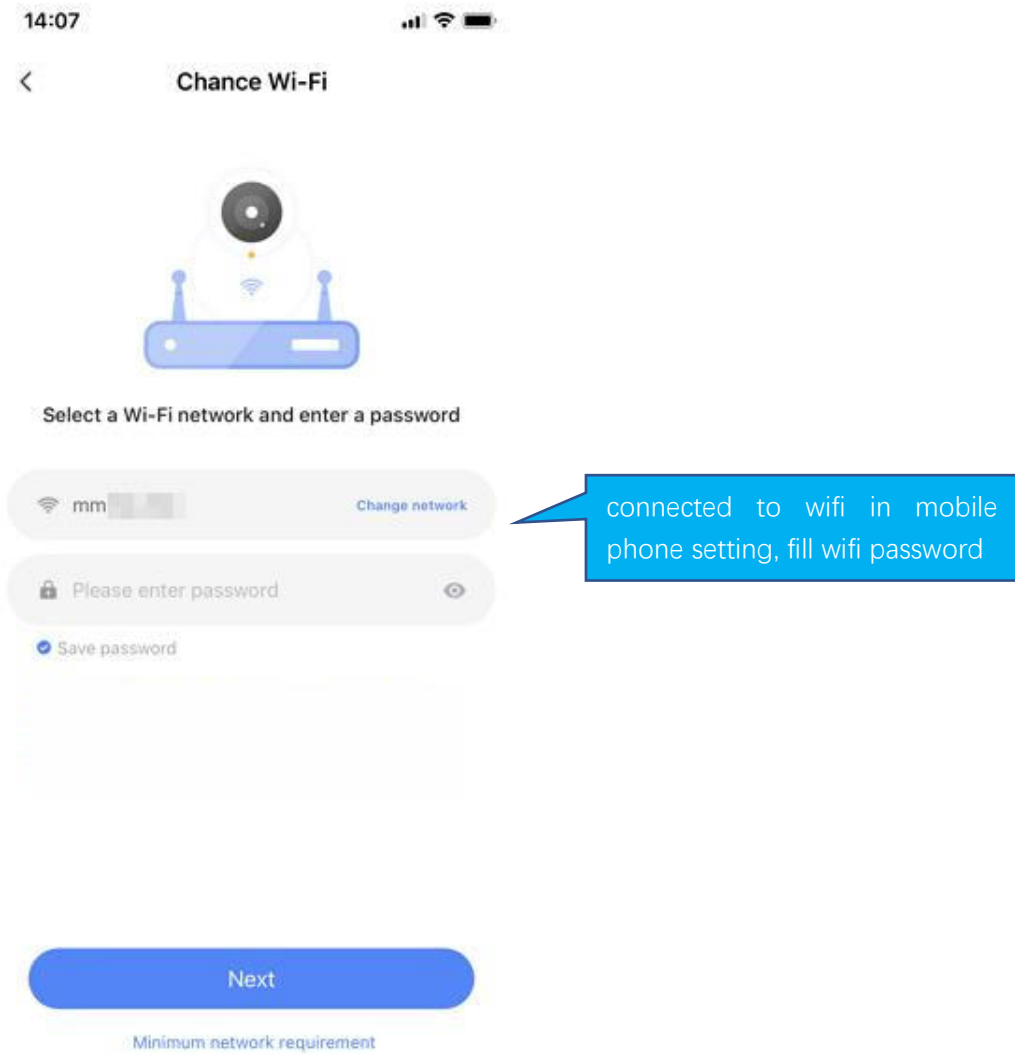 14:07
Chance Wi-Fi
Select a Wi-Fi network and enter a password
mm
Change network
connected to wifi in mobile
phone setting, fill wifi password
Please enter password
Save password
Next
Minimum network requirement